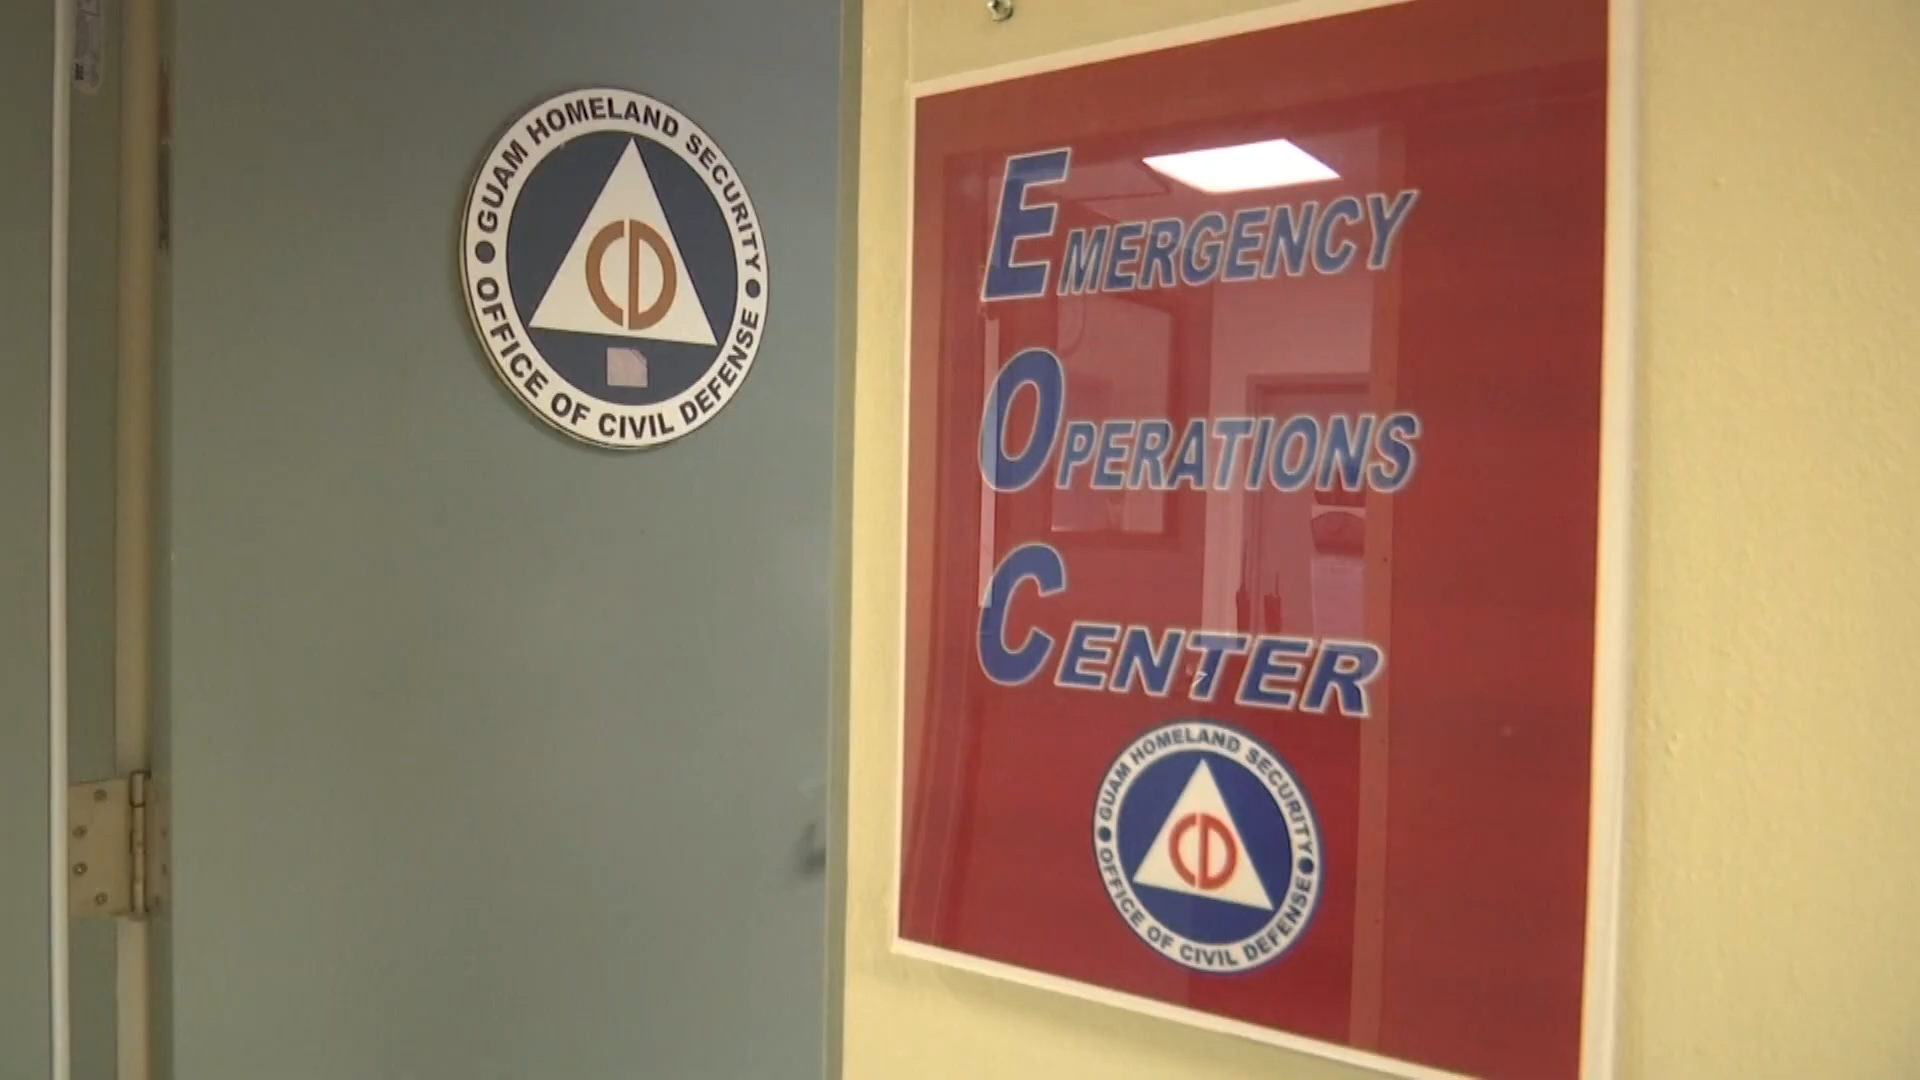 GUAM HOMELAND SECURITY
CD
OFFICE OF CIVIL DEFENSE
EMERGENCY
OPERATIONS
CENTER
GUAM HOMELAND SECURITY
CD
OFFICE OF CIVIL DEFENSE